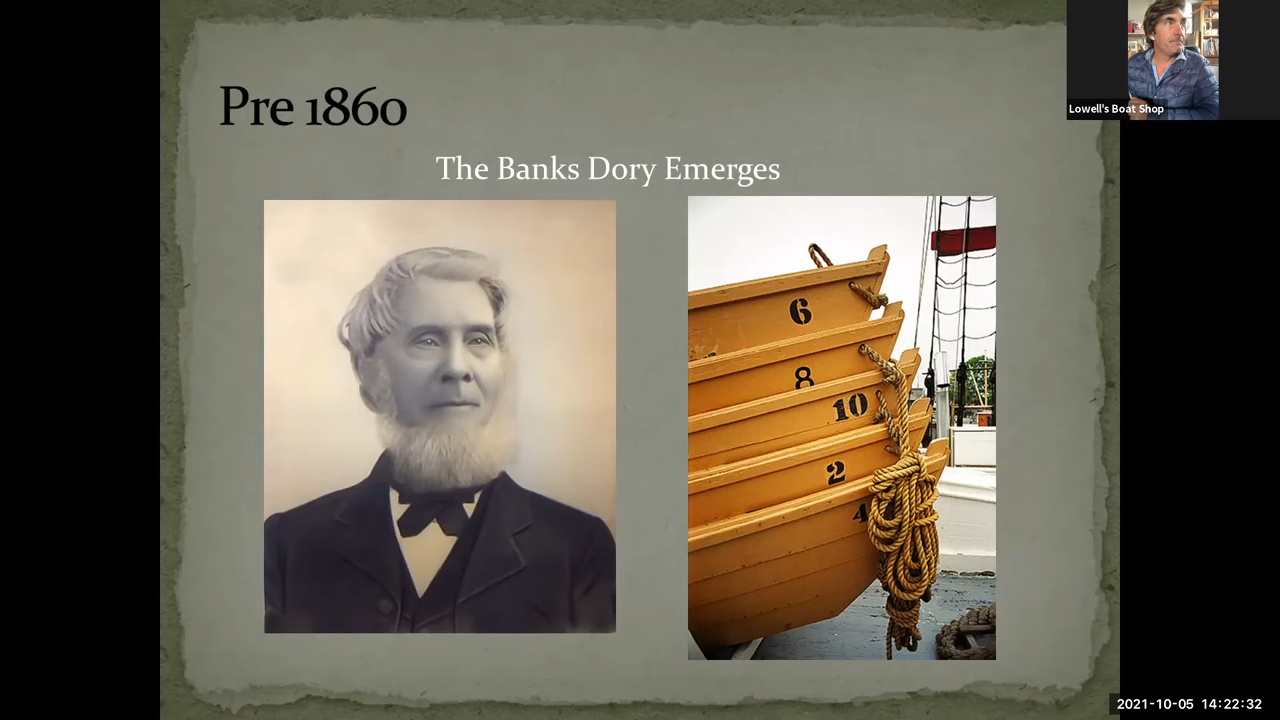 Pre 1860
The Banks Dory Emerges
6
8
10
2
4
Lowell's Boat Shop
2021-10-05 14:22:32